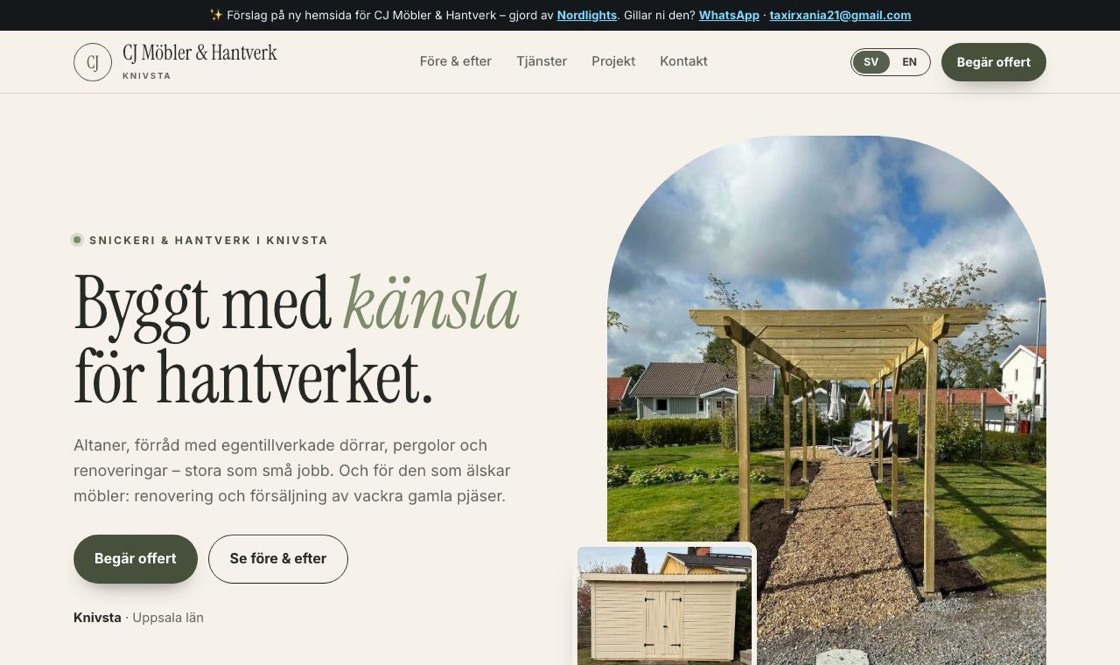 ✨ Förslag på ny hemsida för CJ Möbler & Hantverk – gjord av Nordlights. Gillar ni den? WhatsApp · taxirxania21@gmail.com
CJ
CJ Möbler & Hantverk
KNIVSTA
Före & efter
Tjänster
Projekt
Kontakt
SV
EN
Begär offert
SNICKERI & HANTVERK I KNIVSTA
Byggt med känsla
för hantverket.
Altaner, förråd med egentillverkade dörrar, pergolor och
renoveringar – stora som små jobb. Och för den som älskar
möbler: renovering och försäljning av vackra gamla pjäser.
Begär offert
Se före & efter
Knivsta · Uppsala län